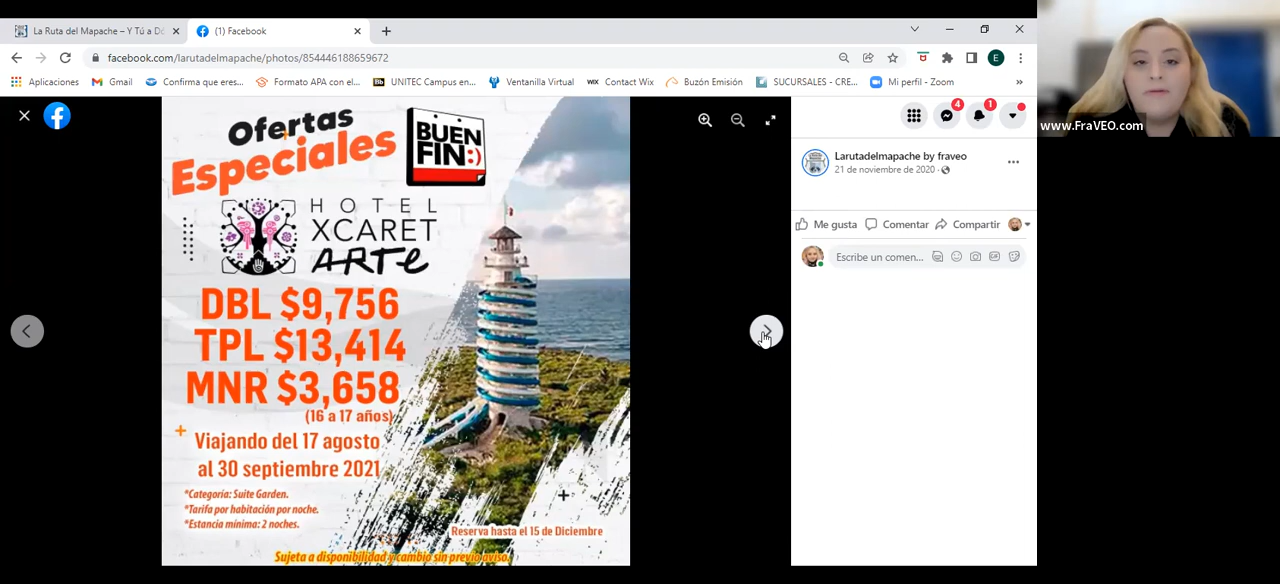 La Ruta del Mapache – Y Tú a Dó
(1) Facebook
facebook.com/larutadelmapache/photos/854446188659672
E
Aplicaciones
Gmail
Confirma que eres...
Formato APA con el...
UNITEC Campus en...
Ventanilla Virtual
WIX Contact Wix
Buzón Emisión
SUCURSALES - CRE...
Mi perfil - Zoom
»
Ofertas
Especiales
BUEN
FIN:)
HOTEL
XCARET
ARTE
DBL $9,756
TPL $13,414
MNR $3,658
(16 a 17 años)
Viajando del 17 agosto
al 30 septiembre 2021
*Categoría: Suite Garden.
*Tarifa por habitación por noche.
*Estancia mínima: 2 noches.
Reserva hasta el 15 de Diciembre
Sujeta a disponibilidad y cambio sin previo aviso.
4
1
Larutadelmapache by fraveo
21 de noviembre de 2020 ·
Me gusta
Comentar
Compartir
Escribe un comen...
GIF
www.FraVEO.com